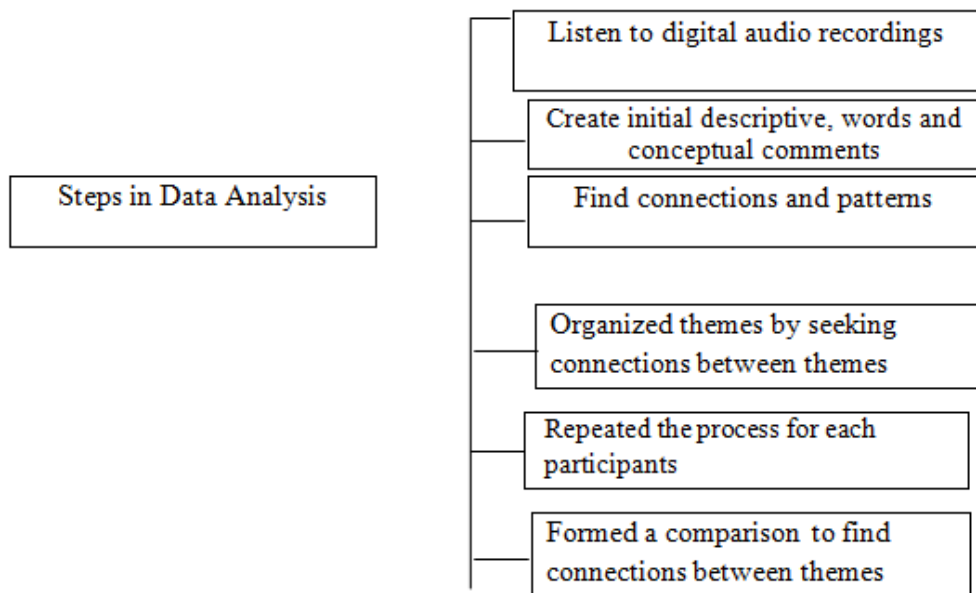 Steps in Data Analysis
Listen to digital audio recordings
Create initial descriptive, words and
conceptual comments
Find connections and patterns
Organized themes by seeking
connections between themes
Repeated the process for each
participants
Formed a comparison to find
connections between themes